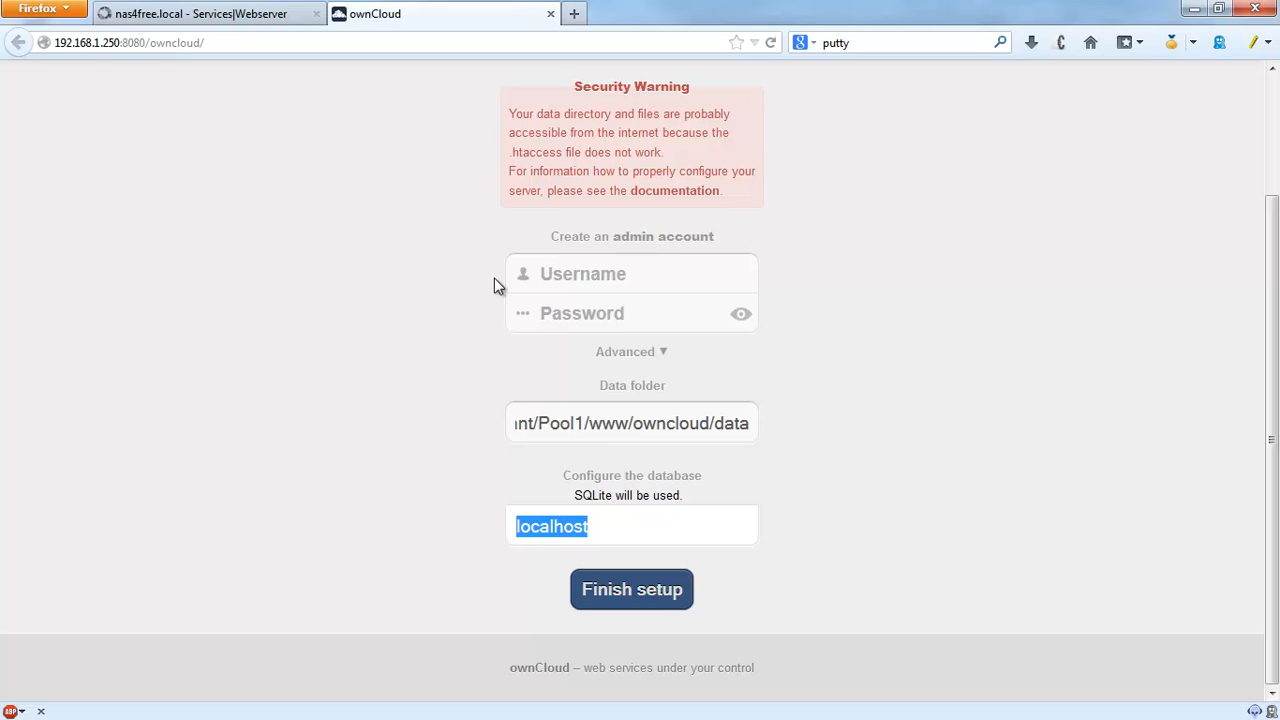 Firefox
nas4free.local - Services|Webserver
ownCloud
192.168.1.250:8080/owncloud/
putty
Security Warning
Your data directory and files are probably
accessible from the internet because the
.htaccess file does not work.
For information how to properly configure your
server, please see the documentation.
Create an admin account
Username
Password
Advanced ▼
Data folder
nt/Pool1/www/owncloud/data
Configure the database
SQLite will be used.
localhost
Finish setup
ownCloud – web services under your control
ABP